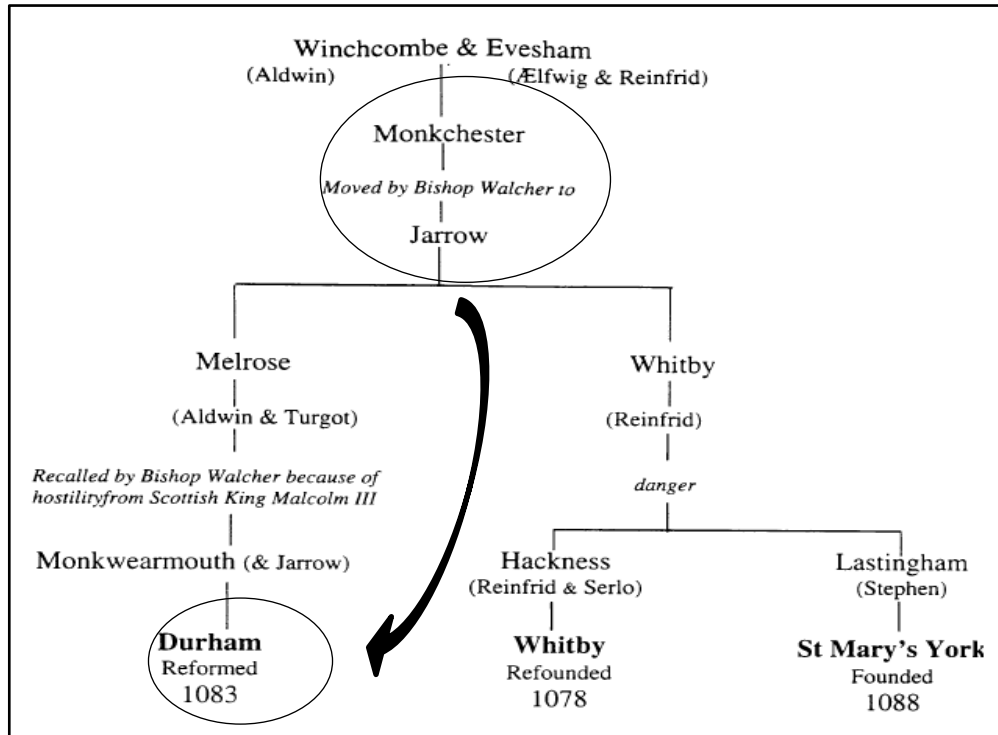 Winchcombe & Evesham
(Aldwin) (Ælfwig & Reinfrid)
Monkchester
Moved by Bishop Walcher to
Jarrow
Melrose
(Aldwin & Turgot)
Recalled by Bishop Walcher because of
hostilityfrom Scottish King Malcolm III
Monkwearmouth (& Jarrow)
Durham
Reformed
1083
Whitby
(Reinfrid)
danger
Hackness
(Reinfrid & Serlo)
Whitby
Refounded
1078
Lastingham
(Stephen)
St Mary's York
Founded
1088